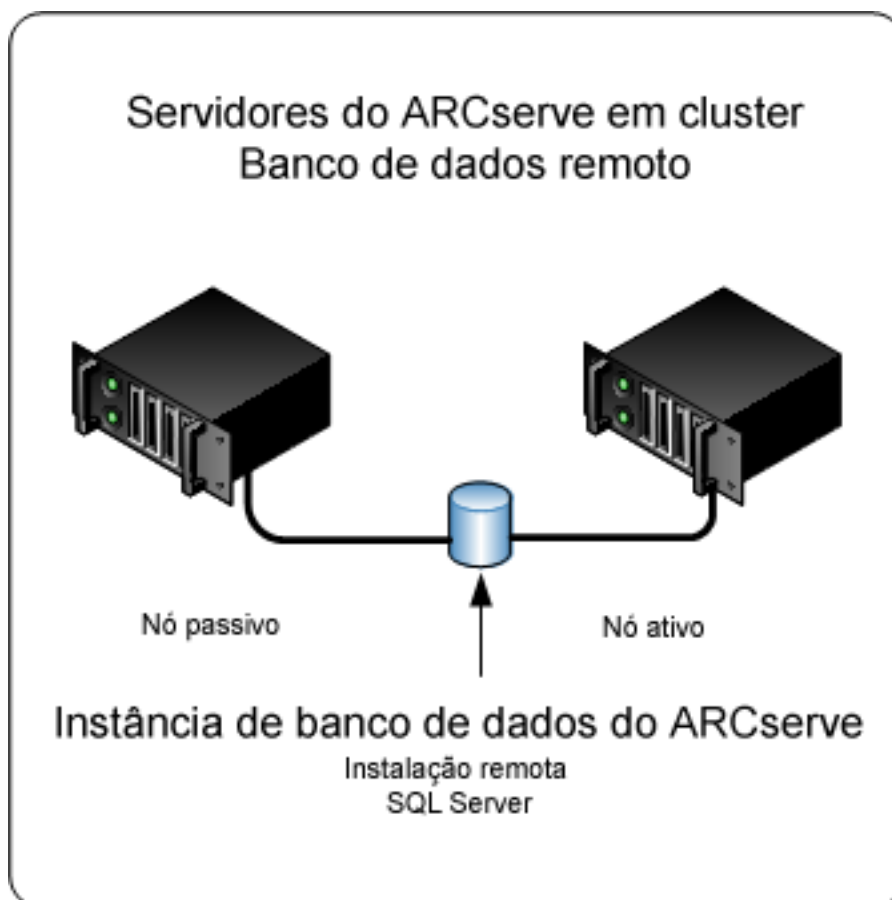 Servidores do ARCserve em cluster
Banco de dados remoto
Nó passivo
Nó ativo
Instância de banco de dados do ARCserve
Instalação remota
SQL Server